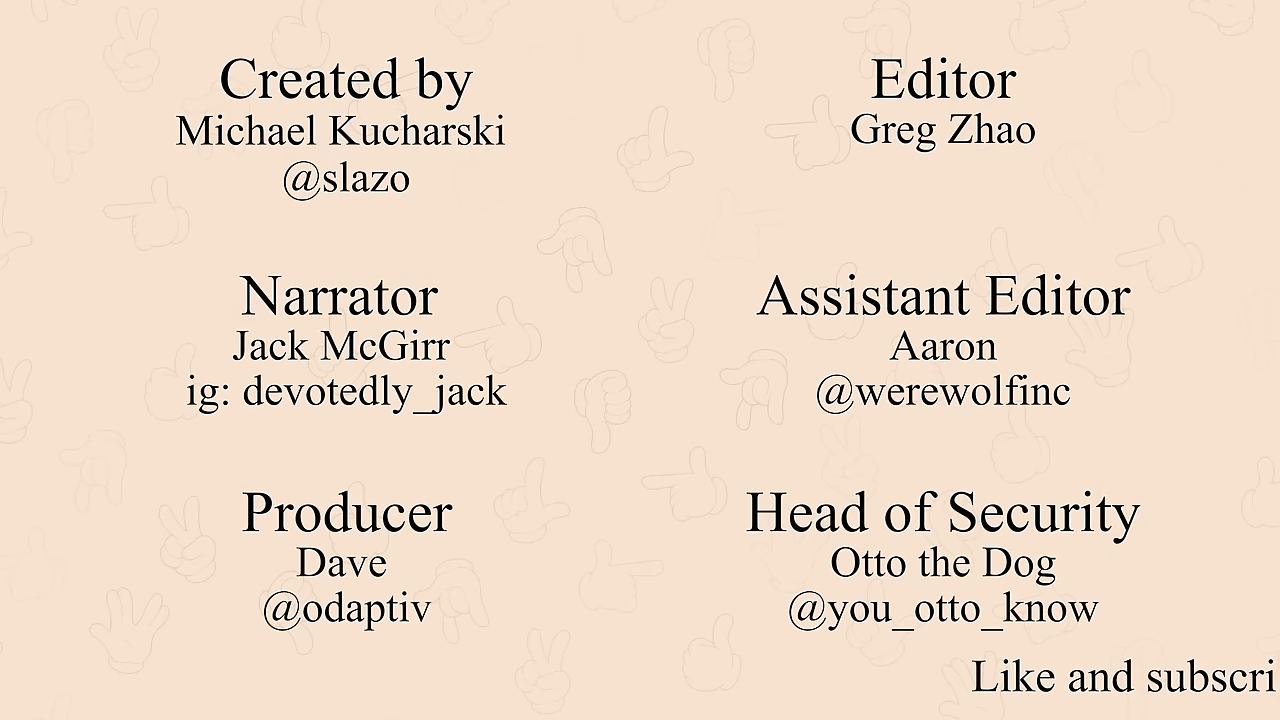 Created by
Michael Kucharski
@slazo
Editor
Greg Zhao
Narrator
Jack McGirr
ig: devotedly_jack
Assistant Editor
Aaron
@werewolfinc
Producer
Dave
@odaptiv
Head of Security
Otto the Dog
@you_otto_know
Like and subscri